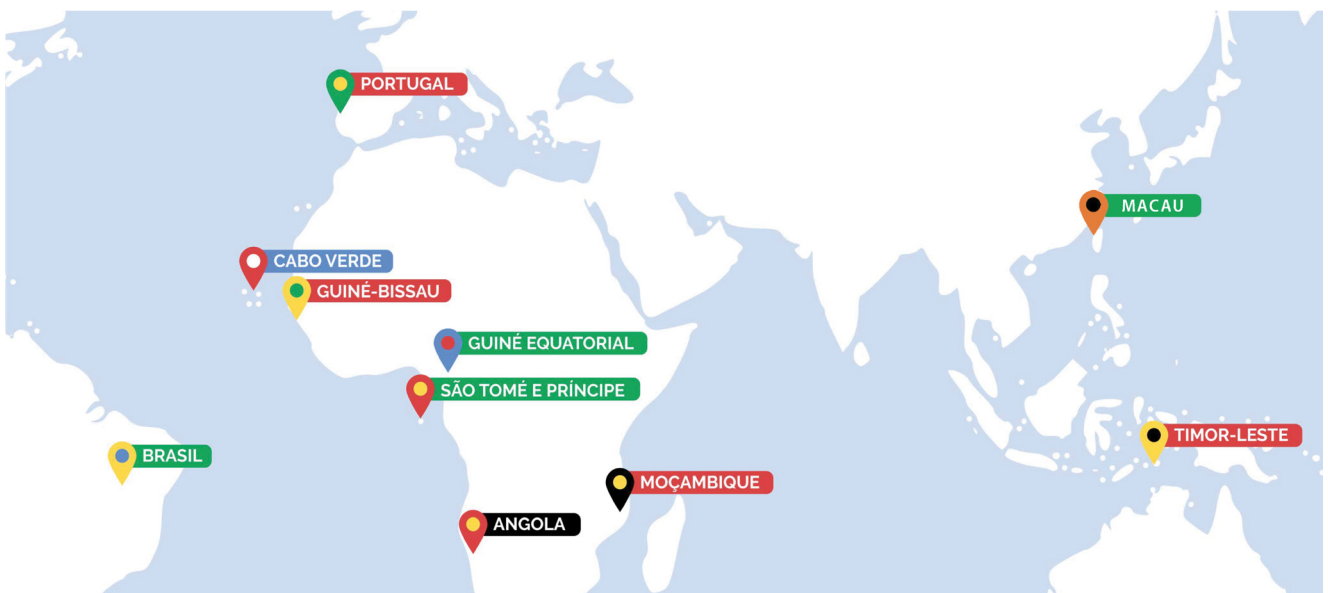 PORTUGAL
MACAU
CABO VERDE
GUINÉ-BISSAU
GUINÉ EQUATORIAL
SÃO TOMÉ E PRÍNCIPE
TIMOR-LESTE
BRASIL
MOÇAMBIQUE
ANGOLA